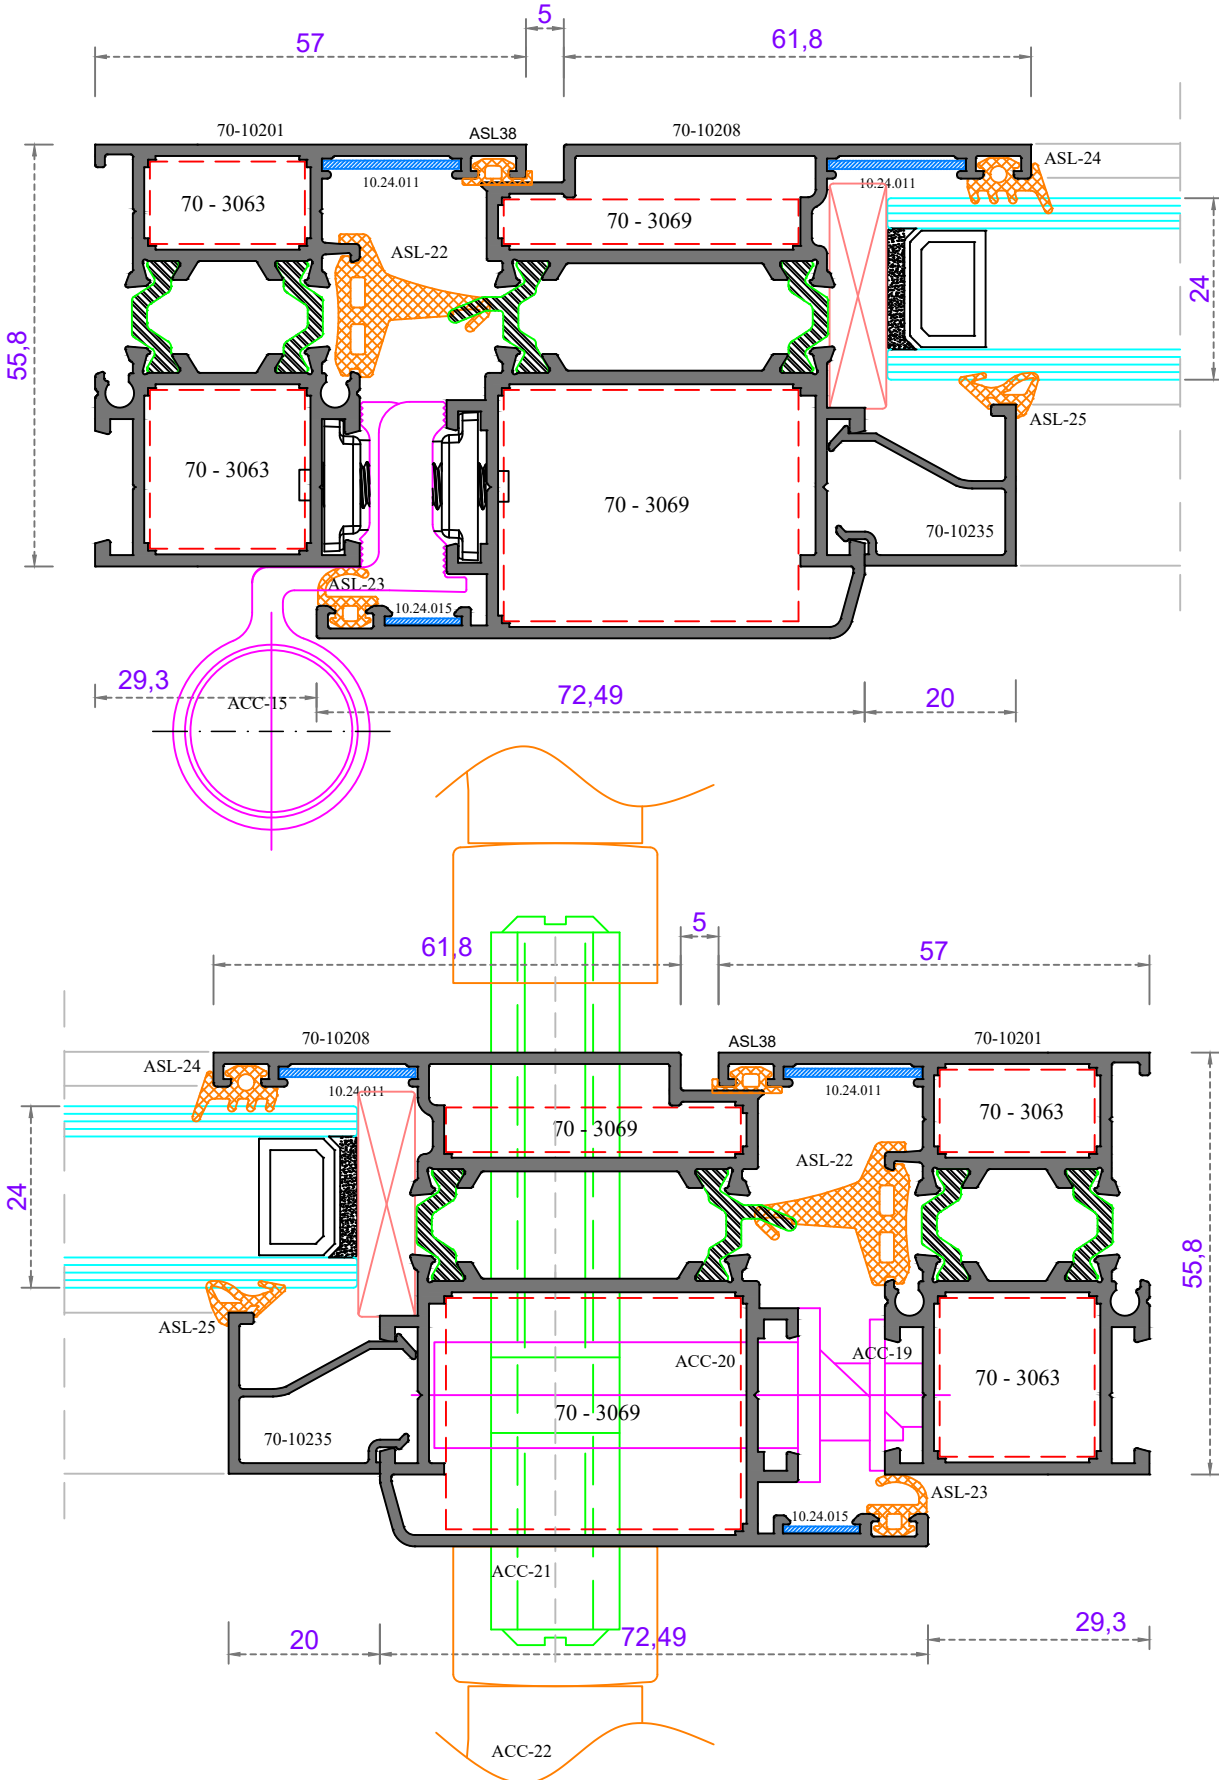 5
57
61,8
70-10201
ASL38
70-10208
ASL-24
10.24.011
10.24.011
70 - 3063
70 - 3069
ASL-22
24
55,8
ASL-25
70 - 3063
70 - 3069
70-10235
ASL-23
10.24.015
29,3
72,49
20
ACC-15
5
61,8
57
70-10208
ASL38
70-10201
ASL-24
10.24.011
10.24.011
70 - 3069
70 - 3063
ASL-22
24
55,8
ASL-25
ACC-20
ACC-19
70 - 3063
70 - 3069
70-10235
ASL-23
10.24.015
ACC-21
20
72,49
29,3
ACC-22